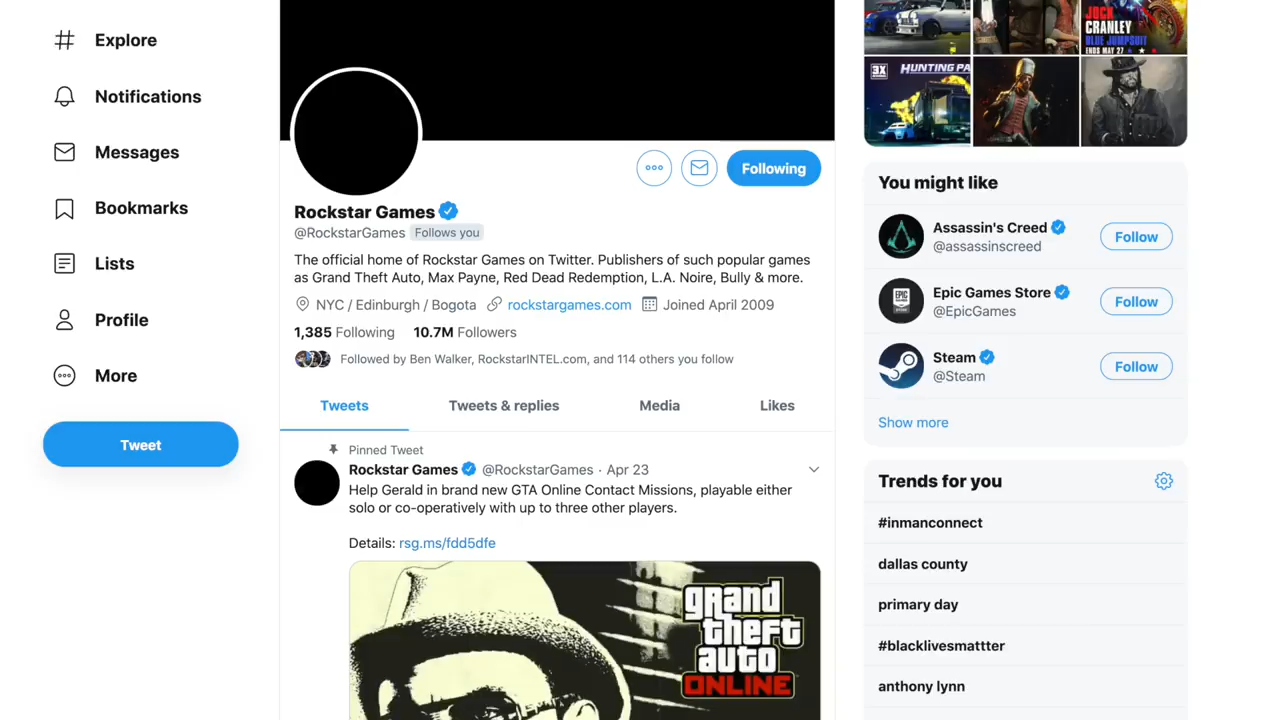 Explore
Notifications
Messages
Bookmarks
Lists
Profile
More
Tweet
Following
Rockstar Games
@RockstarGames Follows you
The official home of Rockstar Games on Twitter. Publishers of such popular games
as Grand Theft Auto, Max Payne, Red Dead Redemption, L.A. Noire, Bully & more.
NYC / Edinburgh / Bogota rockstargames.com Joined April 2009
1,385 Following 10.7M Followers
Followed by Ben Walker, RockstarINTEL.com, and 114 others you follow
Tweets Tweets & replies Media Likes
Pinned Tweet
Rockstar Games @RockstarGames · Apr 23
Help Gerald in brand new GTA Online Contact Missions, playable either
solo or co-operatively with up to three other players.
Details: rsg.ms/fdd5dfe
grand
theft
auto
ONLINE
JOCK
CRANLEY
BLUE JUMPSUIT
ENDS MAY 27
3X
HUNTING PA
You might like
Assassin's Creed
@assassinscreed
Follow
EPIC
GAMES
Epic Games Store
@EpicGames
Follow
Steam
@Steam
Follow
Show more
Trends for you
#inmanconnect
dallas county
primary day
#blacklivesmattter
anthony lynn